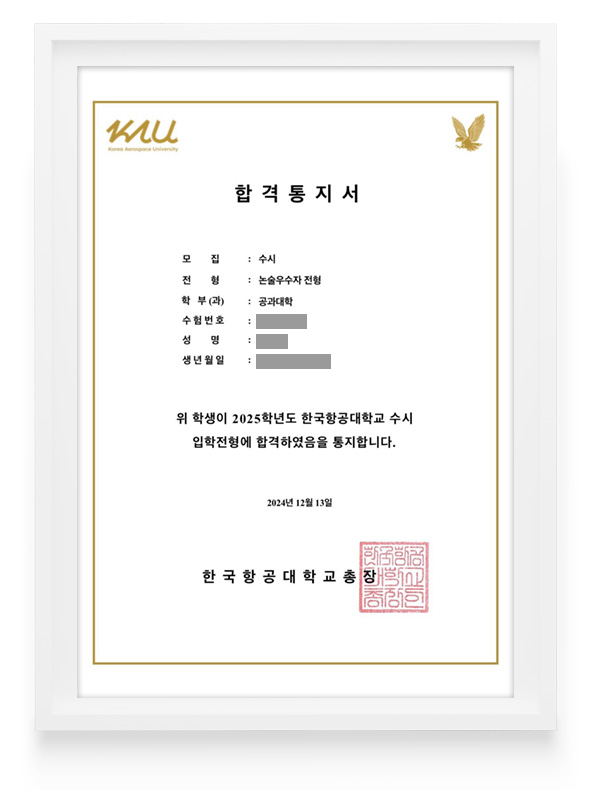 KAU
Korea Aerospace University
합격통지서
모 집 : 수시
전 형 : 논술우수자 전형
학 부(과) : 공과대학
수험번호 :
성 명 :
생년월일 :
위 학생이 2025학년도 한국항공대학교 수시
입학전형에 합격하였음을 통지합니다.
2024년 12월 13일
한국항공대학교총장